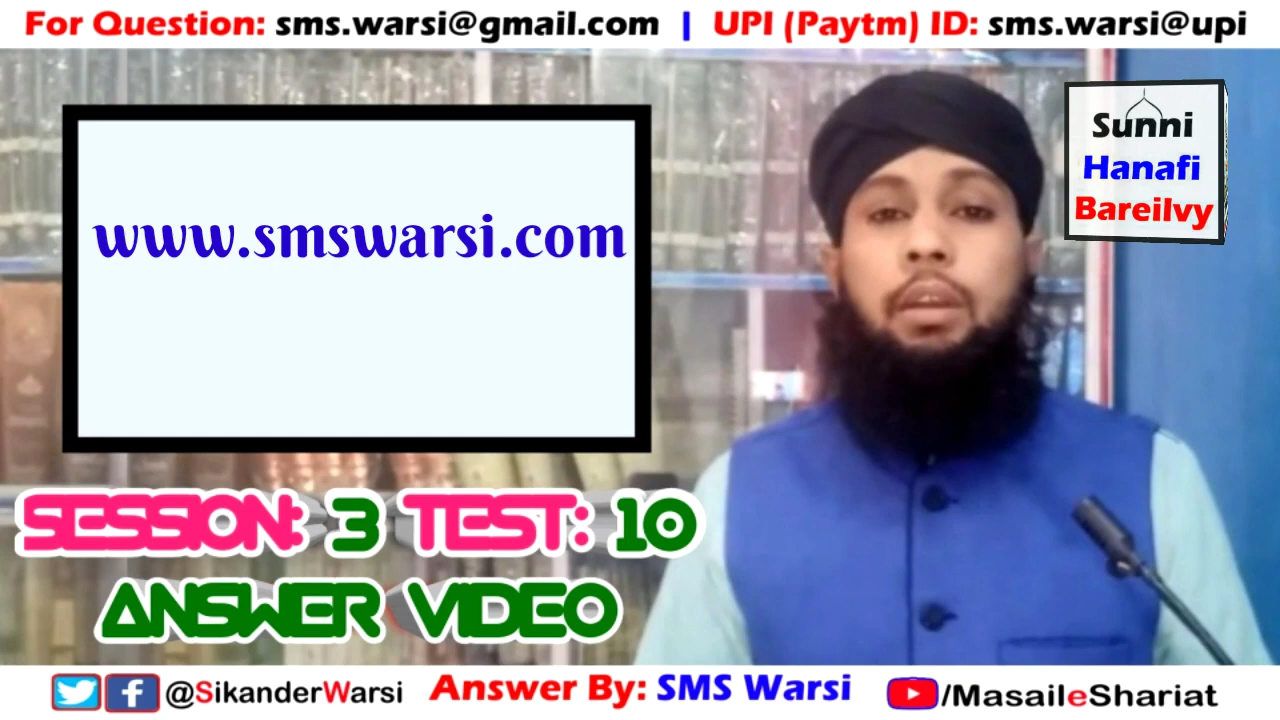 For Question: sms.warsi@gmail.com | UPI (Paytm) ID: sms.warsi@upi
Sunni
Hanafi
Bareilvy
www.smswarsi.com
SESSION: 3 TEST: 10
ANSWER VIDEO
@SikanderWarsi Answer By: SMS Warsi /MasaileShariat